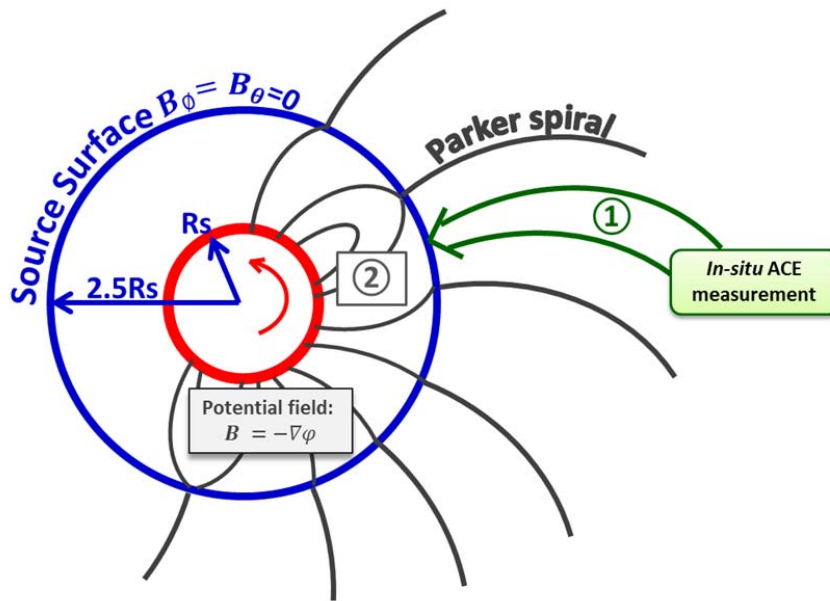 Source Surface B_ϕ = B_θ=0
Parker spiral
Rs
①
2.5Rs
②
In-situ ACE
measurement
Potential field:
B = −∇φ